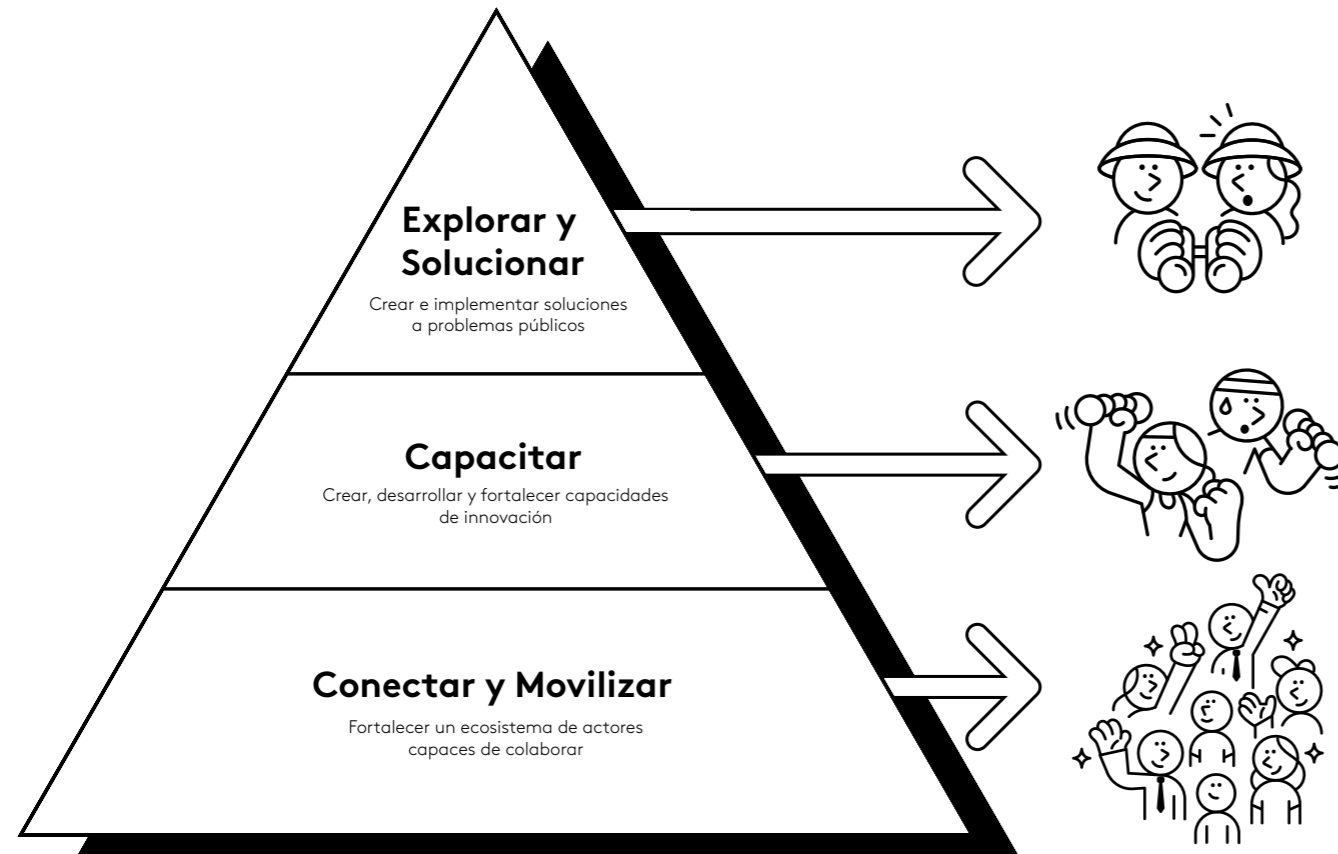 Explorar y
Solucionar
Crear e implementar soluciones
a problemas públicos
Capacitar
Crear, desarrollar y fortalecer capacidades
de innovación
Conectar y Movilizar
Fortalecer un ecosistema de actores
capaces de colaborar